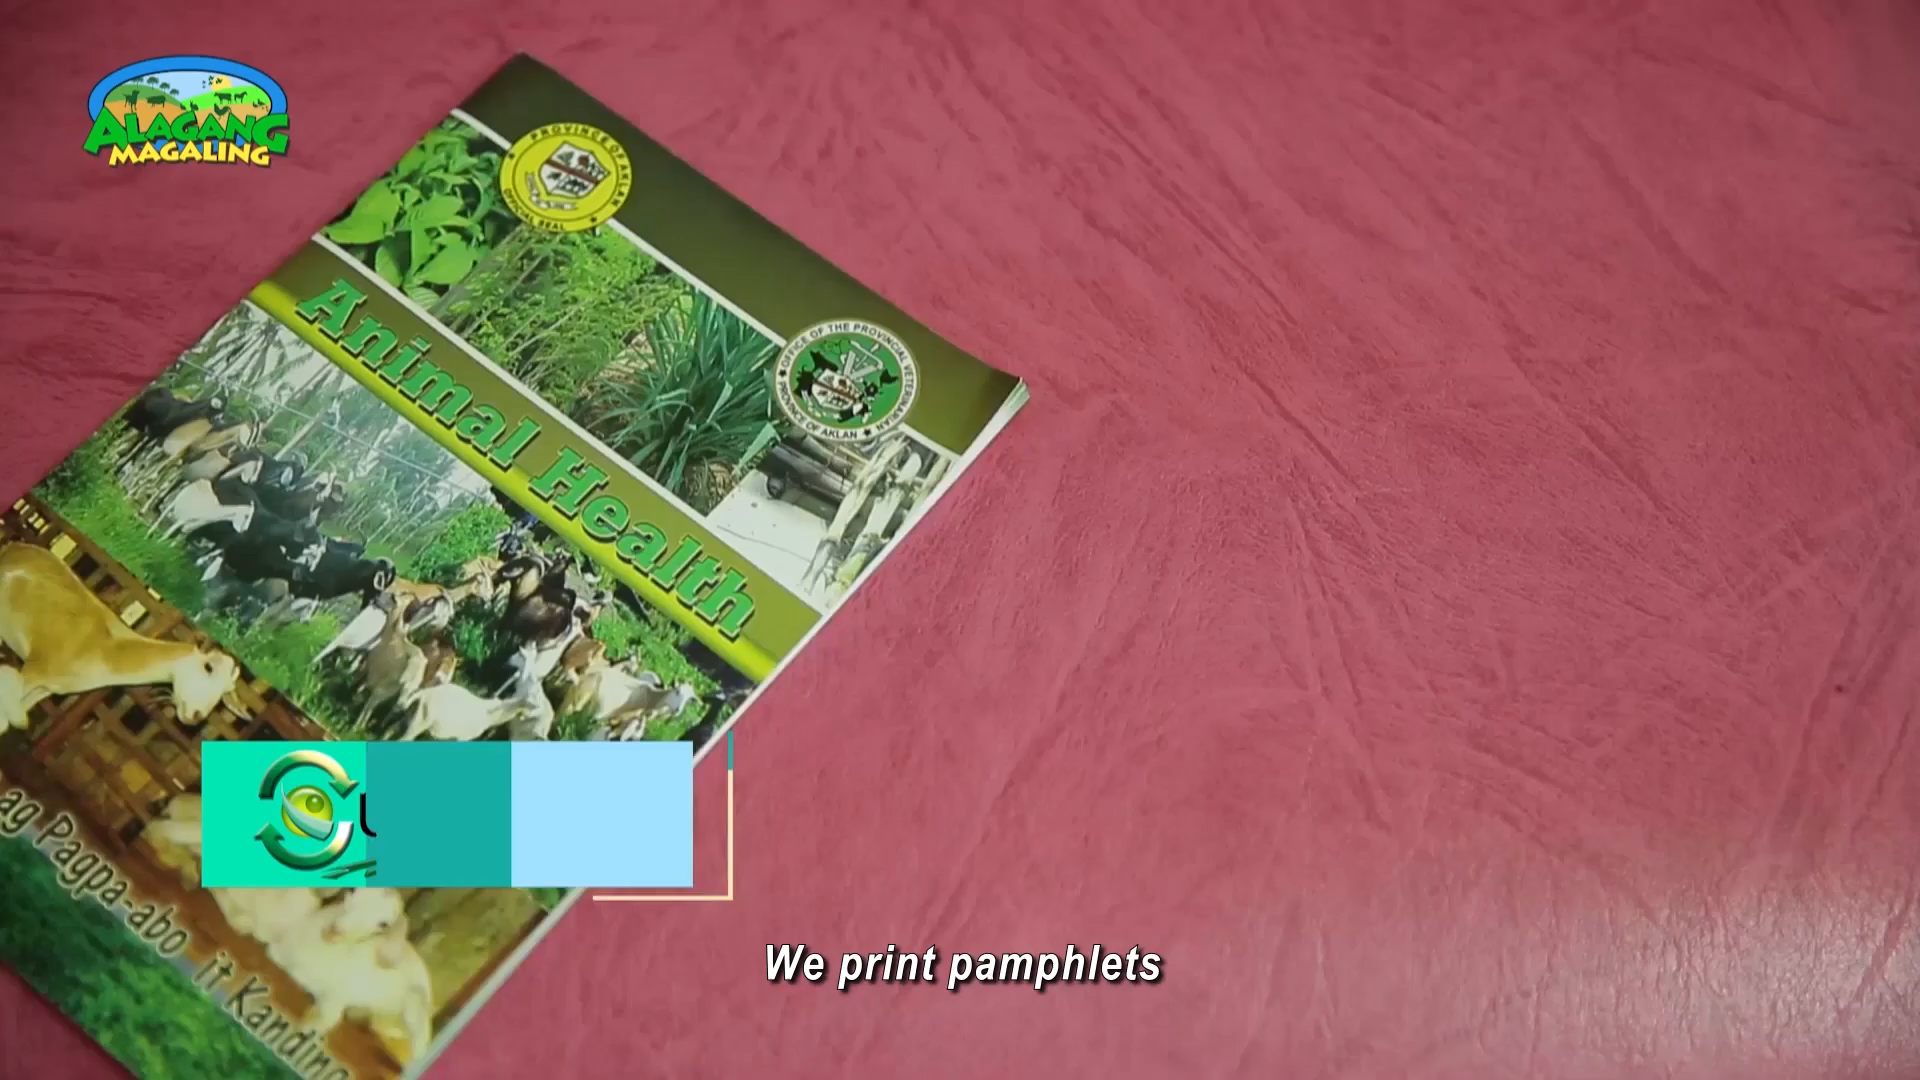 ALAGANG
MAGALING
PROVINCE OF AKLAN
OFFICIAL SEAL
OFFICE OF THE PROVINCIAL VETERINARIAN
PROVINCE OF AKLAN
Animal Health
Pagpa-abo it Kanding
We print pamphlets